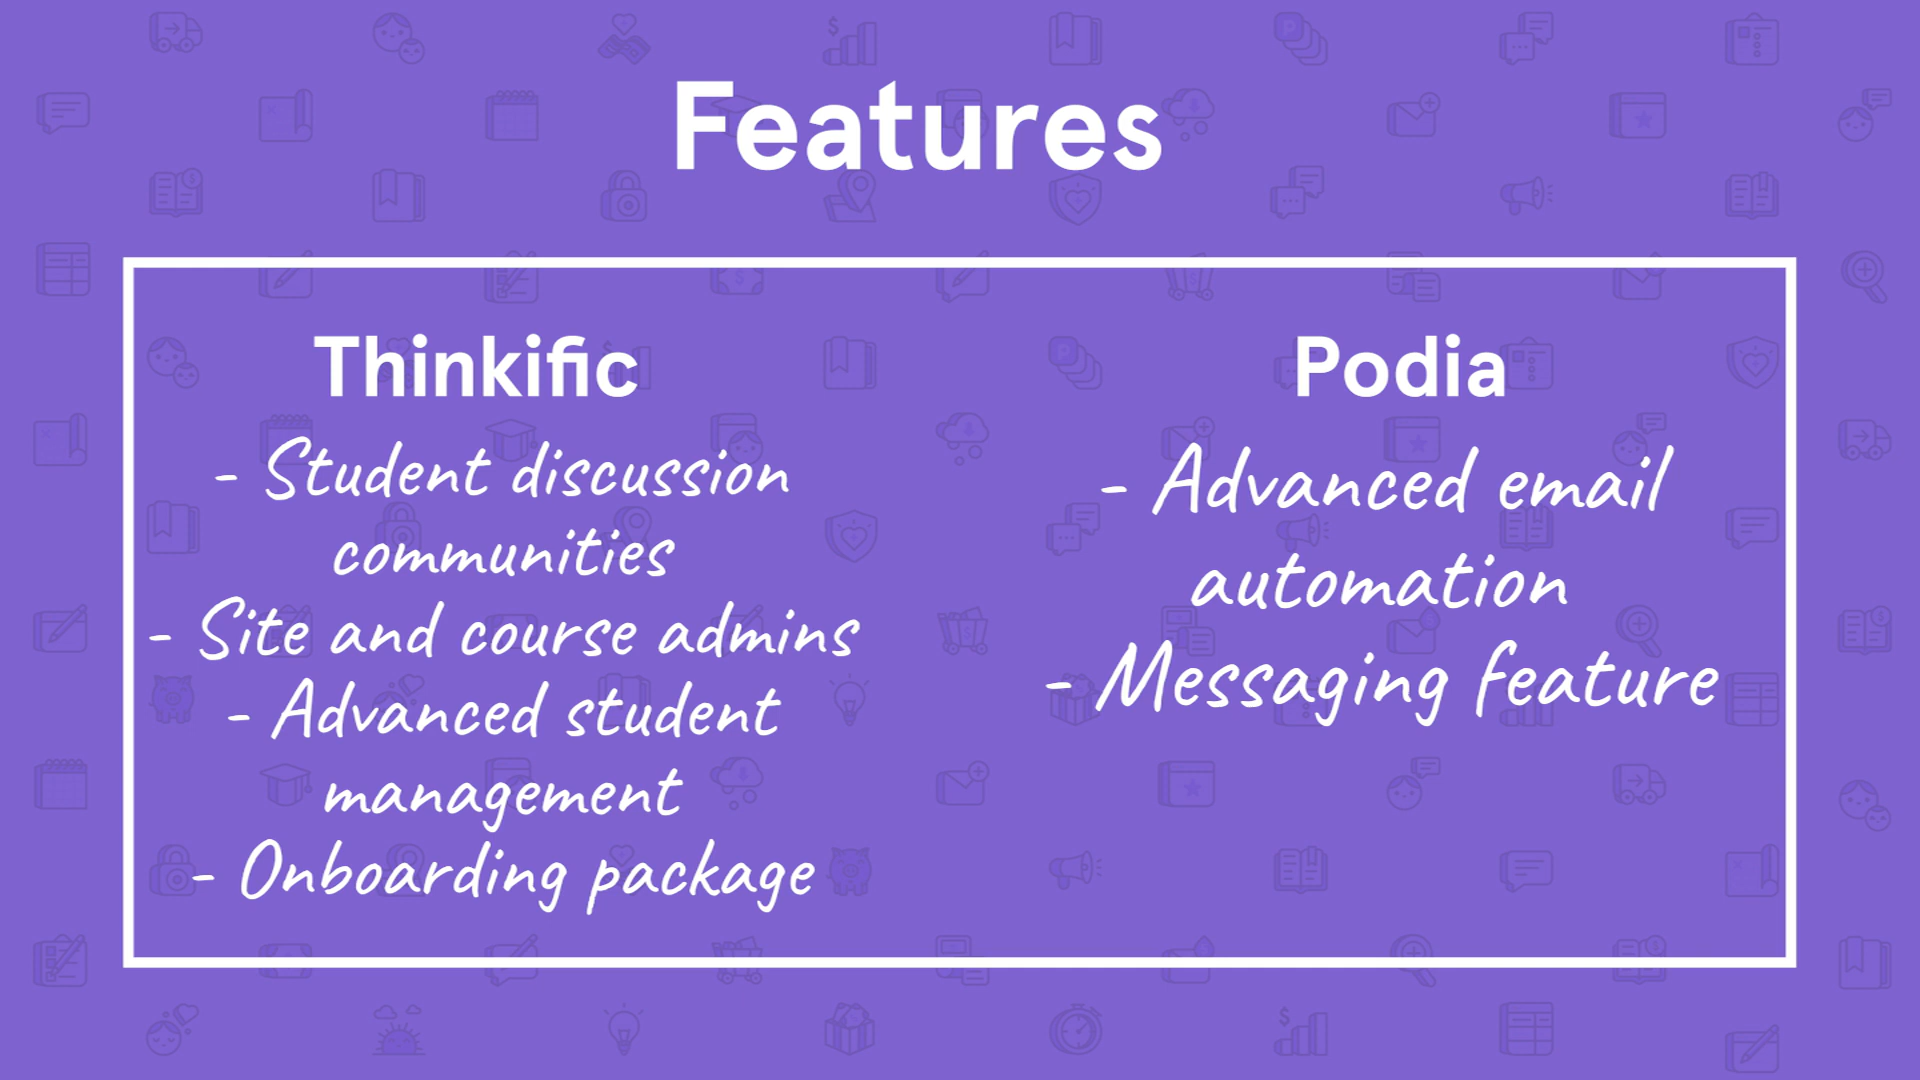 Features
Thinkific
- Student discussion
communities
- Site and course admins
- Advanced student
management
- Onboarding package
Podia
- Advanced email
automation
- Messaging feature